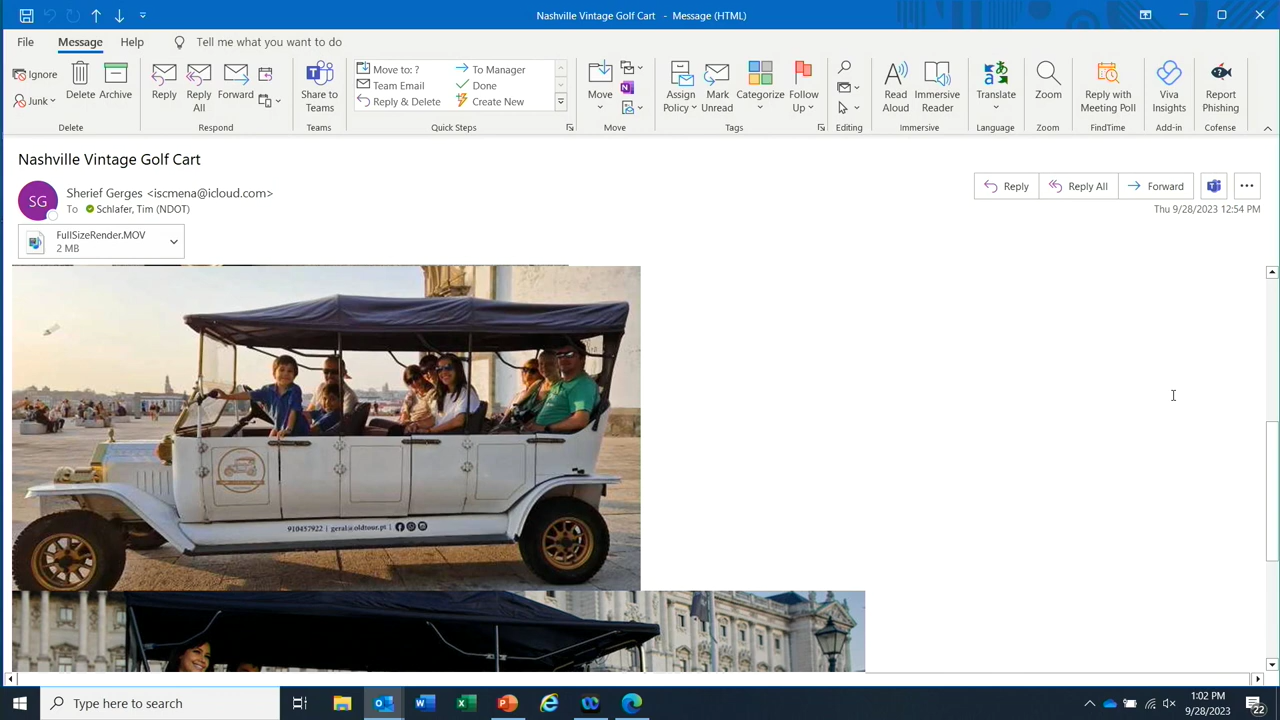 Nashville Vintage Golf Cart - Message (HTML)
File Message Help Tell me what you want to do
Ignore
Junk
Delete
Archive
Reply
Reply All
Forward
Share to Teams
Move to: ?
Team Email
Reply & Delete
To Manager
Done
Create New
Move
Assign Policy
Mark Unread
Categorize
Follow Up
Read Aloud
Immersive Reader
Translate
Zoom
Reply with Meeting Poll
Viva Insights
Report Phishing
Delete Respond Teams Quick Steps Move Tags Editing Immersive Language Zoom FindTime Add-in Cofense
Nashville Vintage Golf Cart
SG
Sherief Gerges <iscmena@icloud.com>
To Schlafer, Tim (NDOT)
Reply Reply All Forward
Thu 9/28/2023 12:54 PM
FullSizeRender.MOV
2 MB
910457922 | geral@oldtour.pt |
Type here to search
1:02 PM
9/28/2023
22